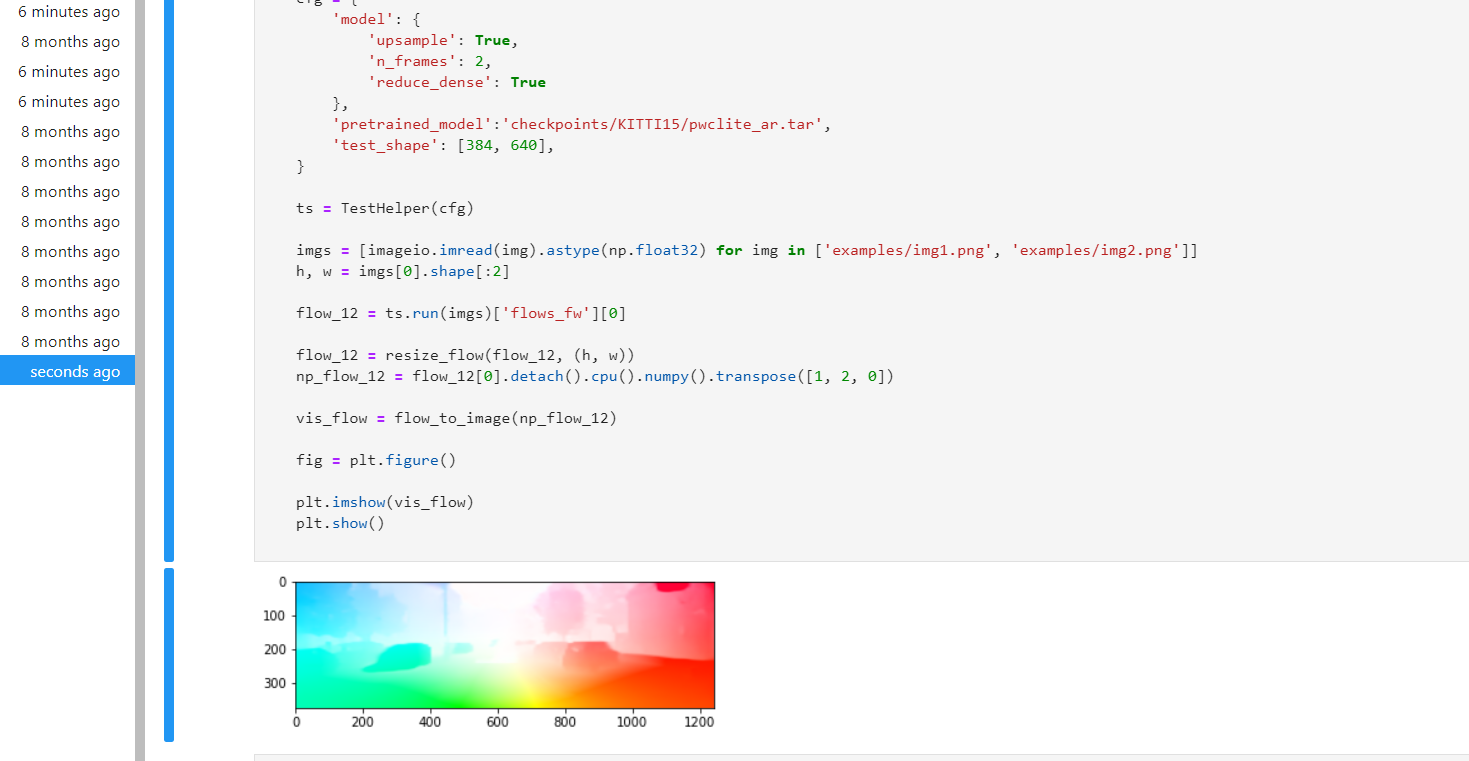 6 minutes ago
8 months ago
6 minutes ago
6 minutes ago
8 months ago
8 months ago
8 months ago
8 months ago
8 months ago
8 months ago
8 months ago
8 months ago
seconds ago
cfg = {
    'model': {
        'upsample': True,
        'n_frames': 2,
        'reduce_dense': True
    },
    'pretrained_model':'checkpoints/KITTI15/pwclite_ar.tar',
    'test_shape': [384, 640],
}
ts = TestHelper(cfg)
imgs = [imageio.imread(img).astype(np.float32) for img in ['examples/img1.png', 'examples/img2.png']]
h, w = imgs[0].shape[:2]
flow_12 = ts.run(imgs)['flows_fw'][0]
flow_12 = resize_flow(flow_12, (h, w))
np_flow_12 = flow_12[0].detach().cpu().numpy().transpose([1, 2, 0])
vis_flow = flow_to_image(np_flow_12)
fig = plt.figure()
plt.imshow(vis_flow)
plt.show()
0
100
200
300
0 200 400 600 800 1000 1200